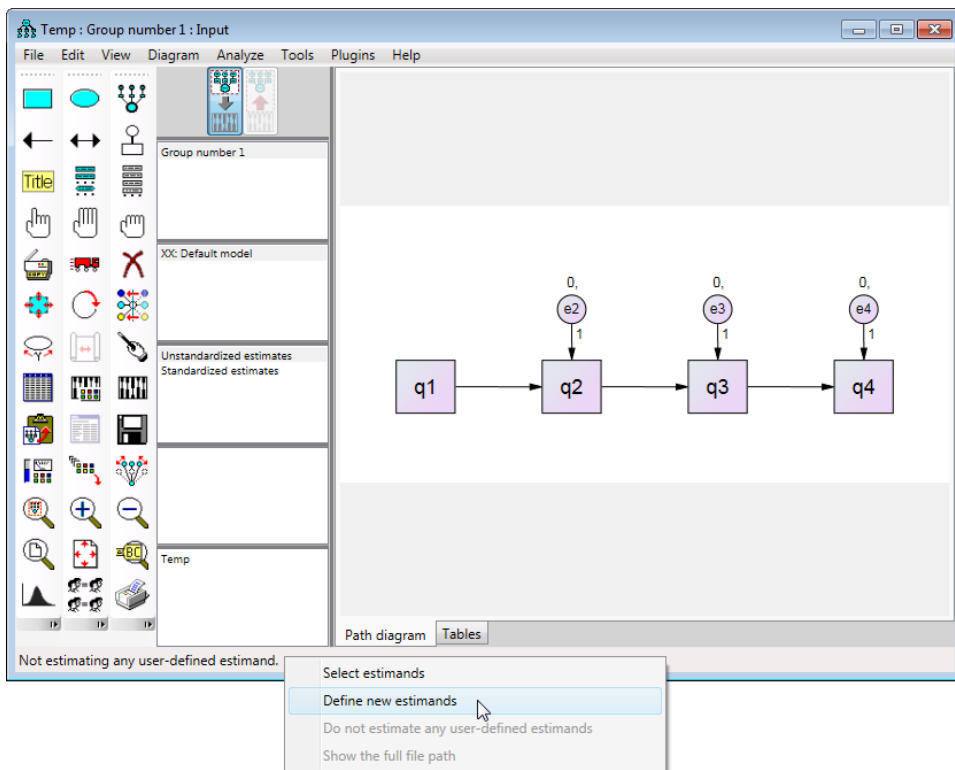 Temp : Group number 1 : Input
File Edit View Diagram Analyze Tools Plugins Help
Title
Group number 1
XX: Default model
Unstandardized estimates
Standardized estimates
Temp
0, 0, 0,
e2 e3 e4
1 1 1
q1 q2 q3 q4
Path diagram Tables
Not estimating any user-defined estimand.
Select estimands
Define new estimands
Do not estimate any user-defined estimands
Show the full file path